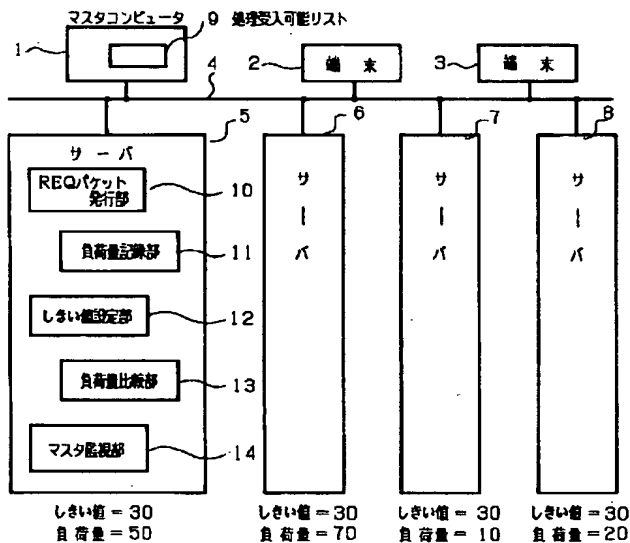 マスタコンピュータ
9 処理受入可能リスト
1
2
端末
3
端末
4
5
6
7
8
サーバ
サーバ
サーバ
サーバ
REQパケット
発行部
10
負荷量記録部
11
しきい値設定部
12
負荷量比較部
13
マスタ監視部
14
しきい値=30
負荷量=50
しきい値=30
負荷量=70
しきい値=30
負荷量=10
しきい値=30
負荷量=20